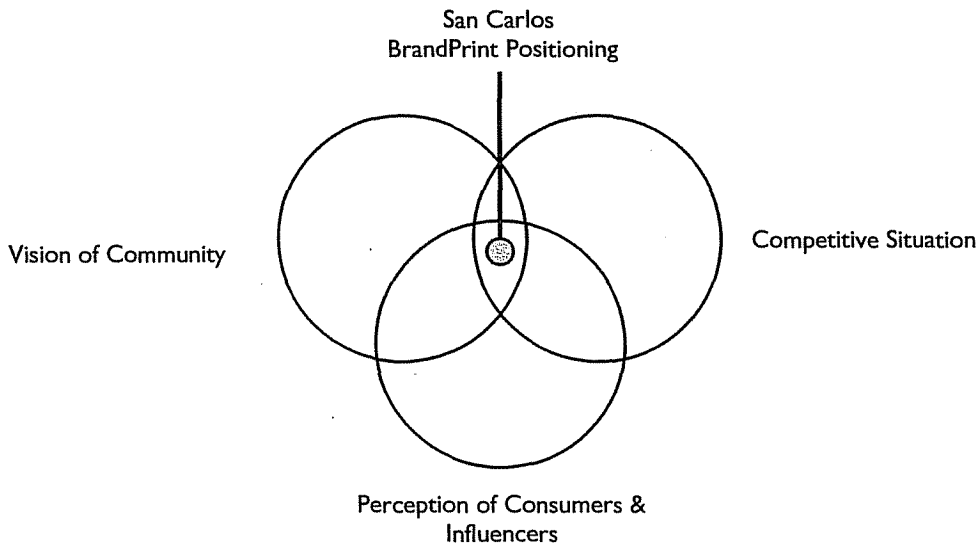 San Carlos
BrandPrint Positioning
Vision of Community
Competitive Situation
Perception of Consumers &
Influencers